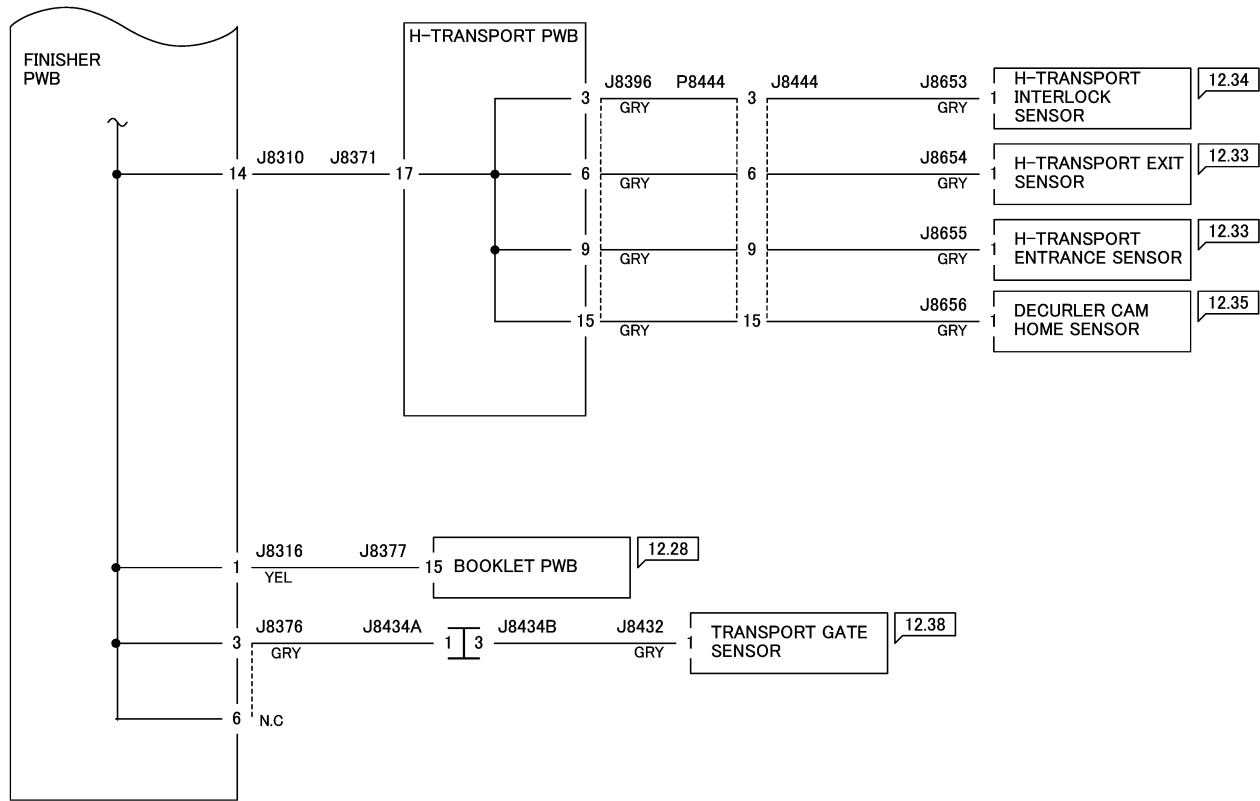 FINISHER
PWB
H-TRANSPORT PWB
3 J8396 P8444 3 J8444 J8653 1
GRY GRY
H-TRANSPORT
INTERLOCK
SENSOR
12.34
14 J8310 J8371 17
6 GRY 6 J8654 GRY 1
H-TRANSPORT EXIT
SENSOR
12.33
9 GRY 9 J8655 GRY 1
H-TRANSPORT
ENTRANCE SENSOR
12.33
15 GRY 15 J8656 GRY 1
DECURLER CAM
HOME SENSOR
12.35
1 J8316 J8377 15 BOOKLET PWB
YEL
12.28
3 J8376 J8434A 1 3 J8434B J8432 1
GRY GRY
TRANSPORT GATE
SENSOR
12.38
6 N.C